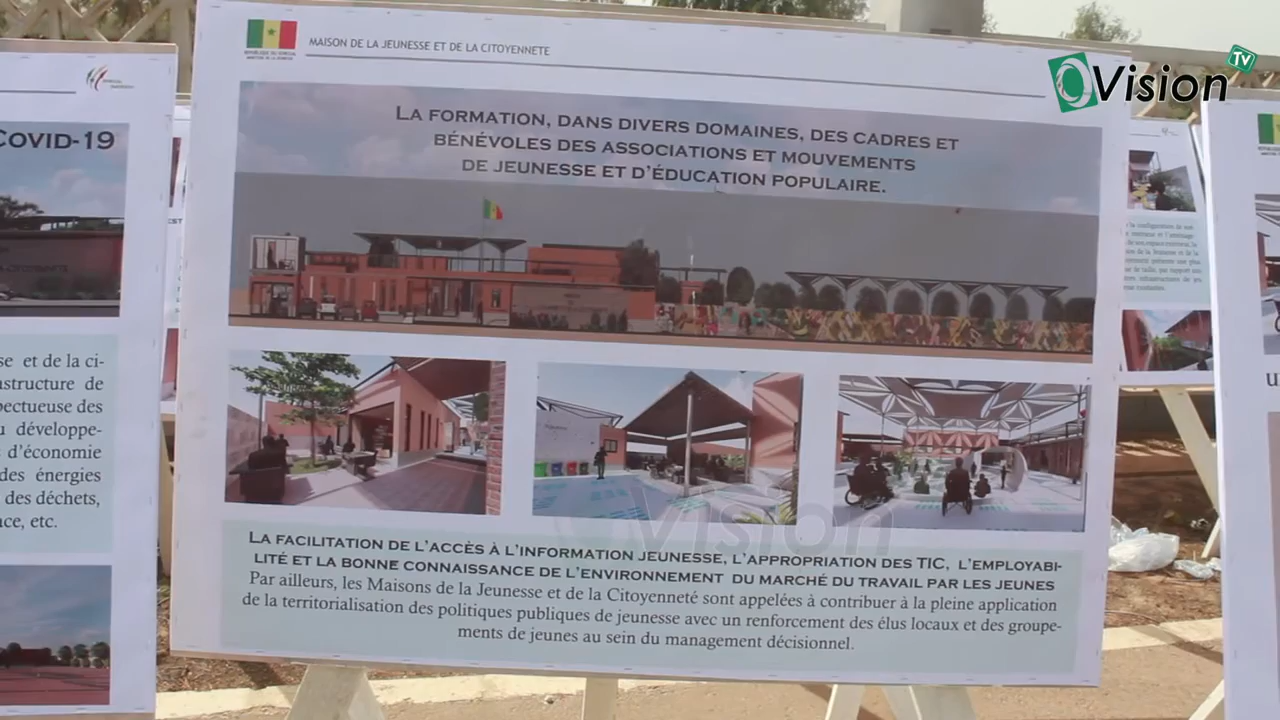 MAISON DE LA JEUNESSE ET DE LA CITOYENNETE
LA FORMATION, DANS DIVERS DOMAINES, DES CADRES ET
BÉNÉVOLES DES ASSOCIATIONS ET MOUVEMENTS
DE JEUNESSE ET D'ÉDUCATION POPULAIRE.
LA FACILITATION DE L'ACCÈS À L'INFORMATION JEUNESSE, L'APPROPRIATION DES TIC, L'EMPLOYABI-
LITÉ ET LA BONNE CONNAISSANCE DE L'ENVIRONNEMENT DU MARCHÉ DU TRAVAIL PAR LES JEUNES
Par ailleurs, les Maisons de la Jeunesse et de la Citoyenneté sont appelées à contribuer à la pleine application
de la territorialisation des politiques publiques de jeunesse avec un renforcement des élus locaux et des groupe-
ments de jeunes au sein du management décisionnel.
COVID-19
et de la ci-
structure de
pectueuse des
développe-
d'économie
des énergies
des déchets,
etc.
Vision Tv
Vision